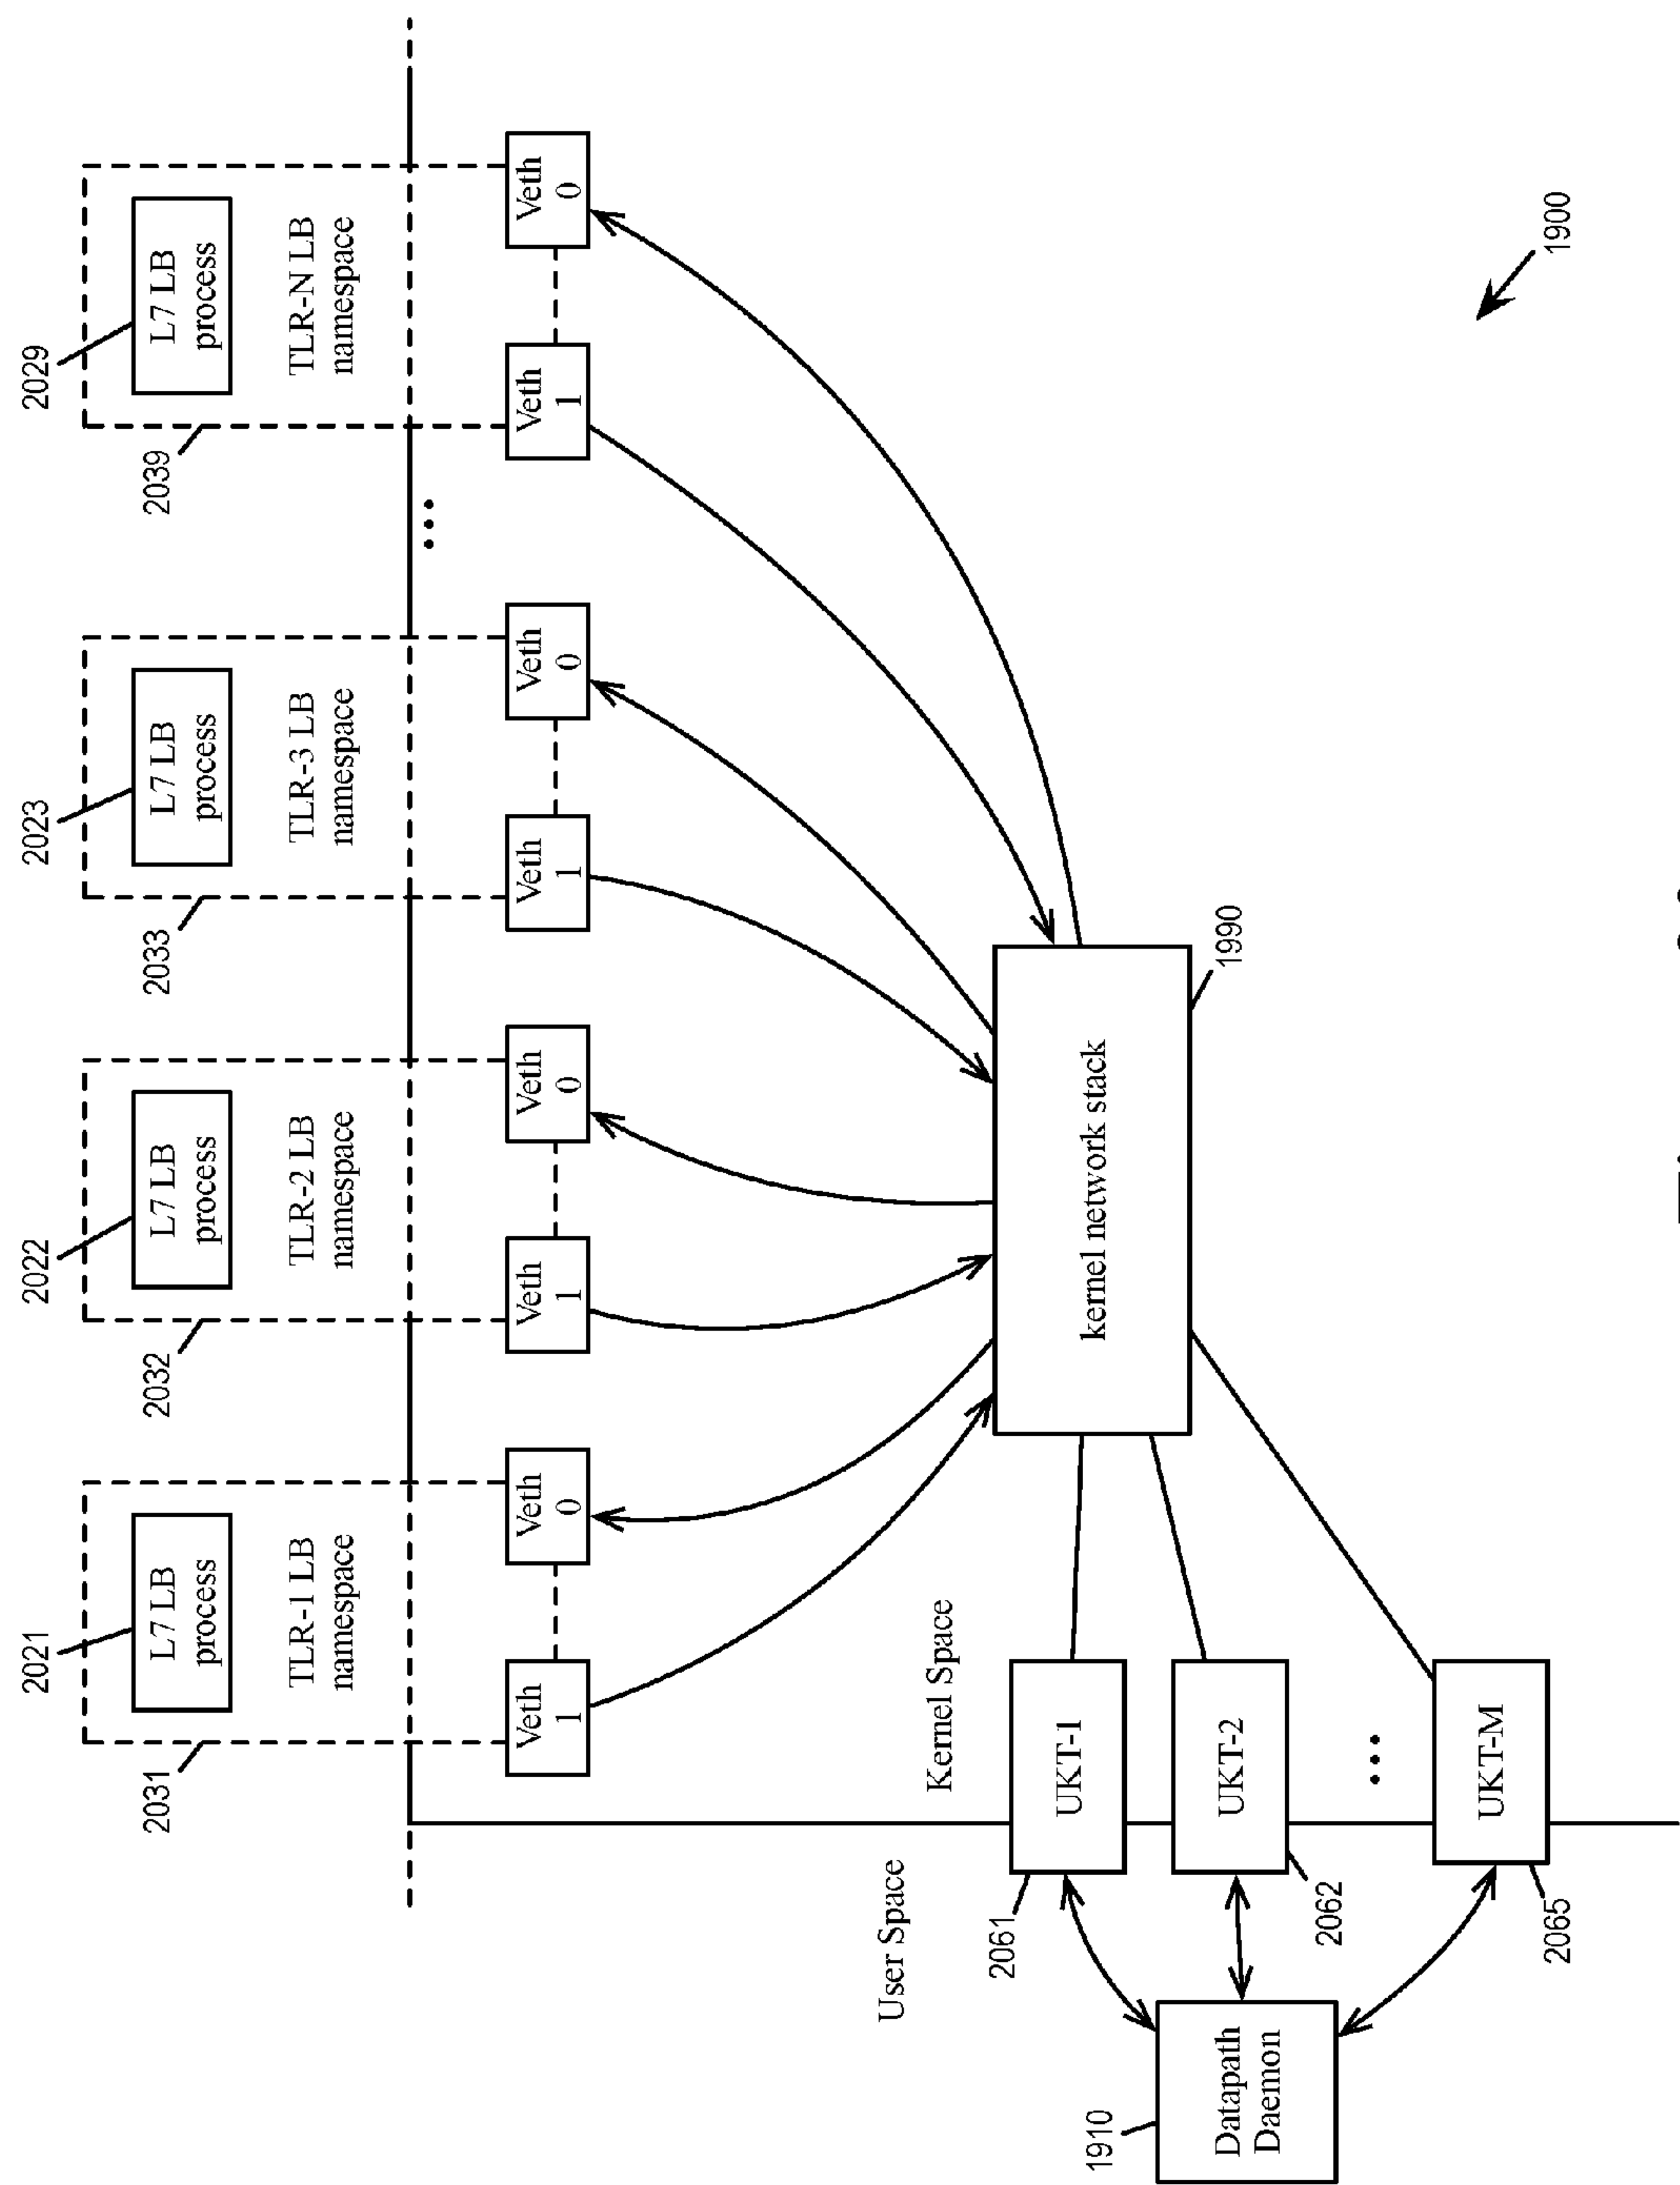 2021
2022
2023
2029
L7 LB
process
L7 LB
process
L7 LB
process
L7 LB
process
2031
2032
2033
2039
TLR-1 LB
namespace
TLR-2 LB
namespace
TLR-3 LB
namespace
TLR-N LB
namespace
...
Veth
1
Veth
0
Veth
1
Veth
0
Veth
1
Veth
0
Veth
1
Veth
0
User Space
Kernel Space
2061
UKT-1
kernel network stack
1990
1910
Datapath
Daemon
UKT-2
2062
...
UKT-M
2065
1900